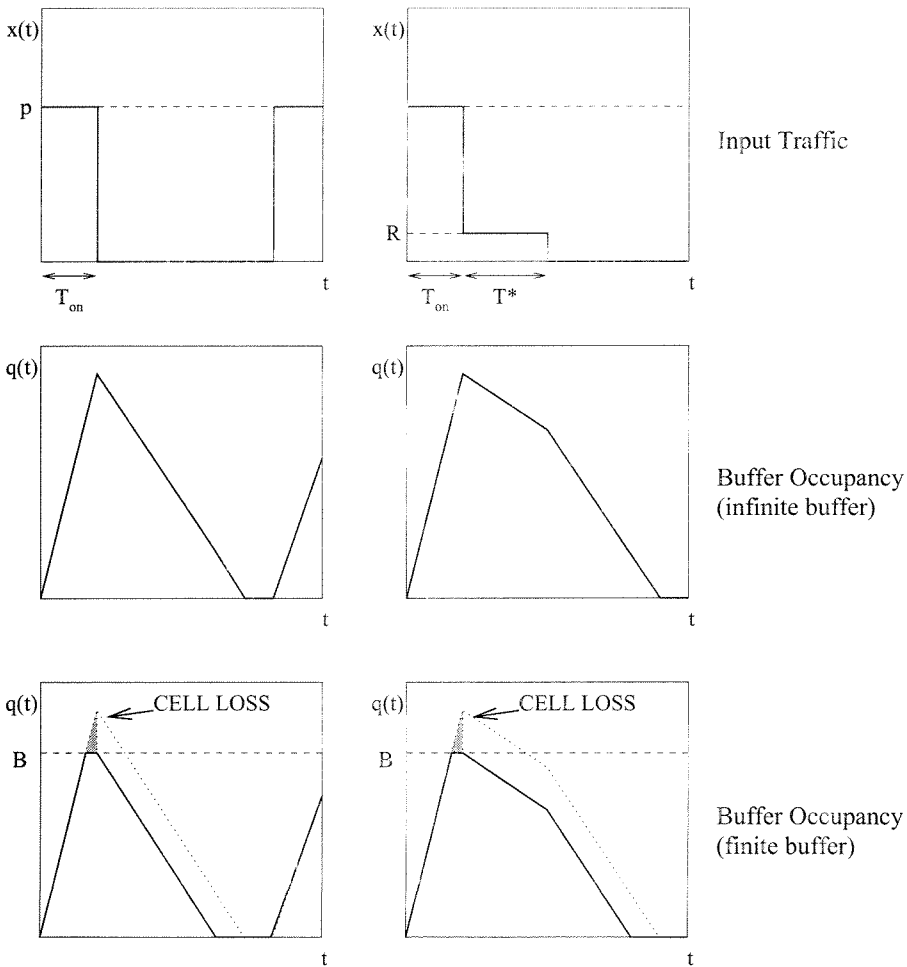 x(t)
p
T_on
t
x(t)
R
T_on
T*
t
Input Traffic
q(t)
t
q(t)
t
Buffer Occupancy
(infinite buffer)
q(t)
CELL LOSS
B
t
q(t)
CELL LOSS
B
t
Buffer Occupancy
(finite buffer)